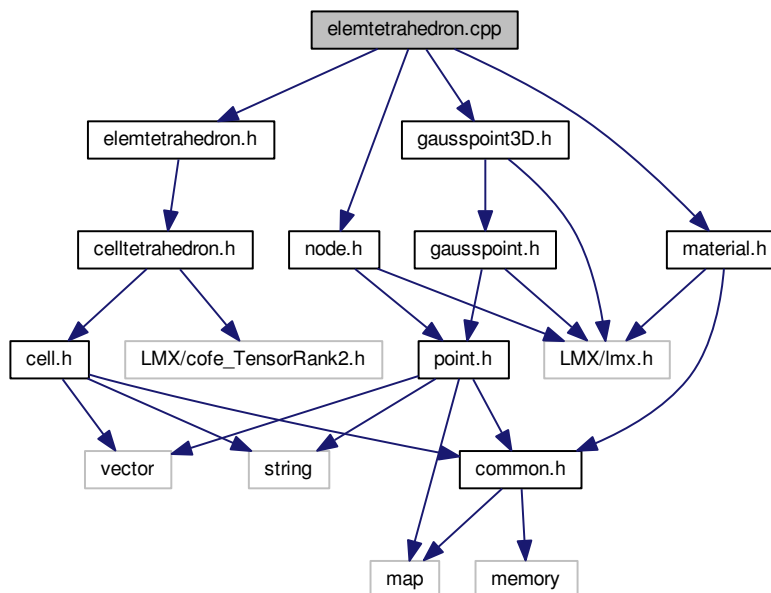 elemtetrahedron.cpp
elemtetrahedron.h
gausspoint3D.h
celltetrahedron.h
node.h
gausspoint.h
material.h
cell.h
LMX/cofe_TensorRank2.h
point.h
LMX/lmx.h
vector
string
common.h
map
memory